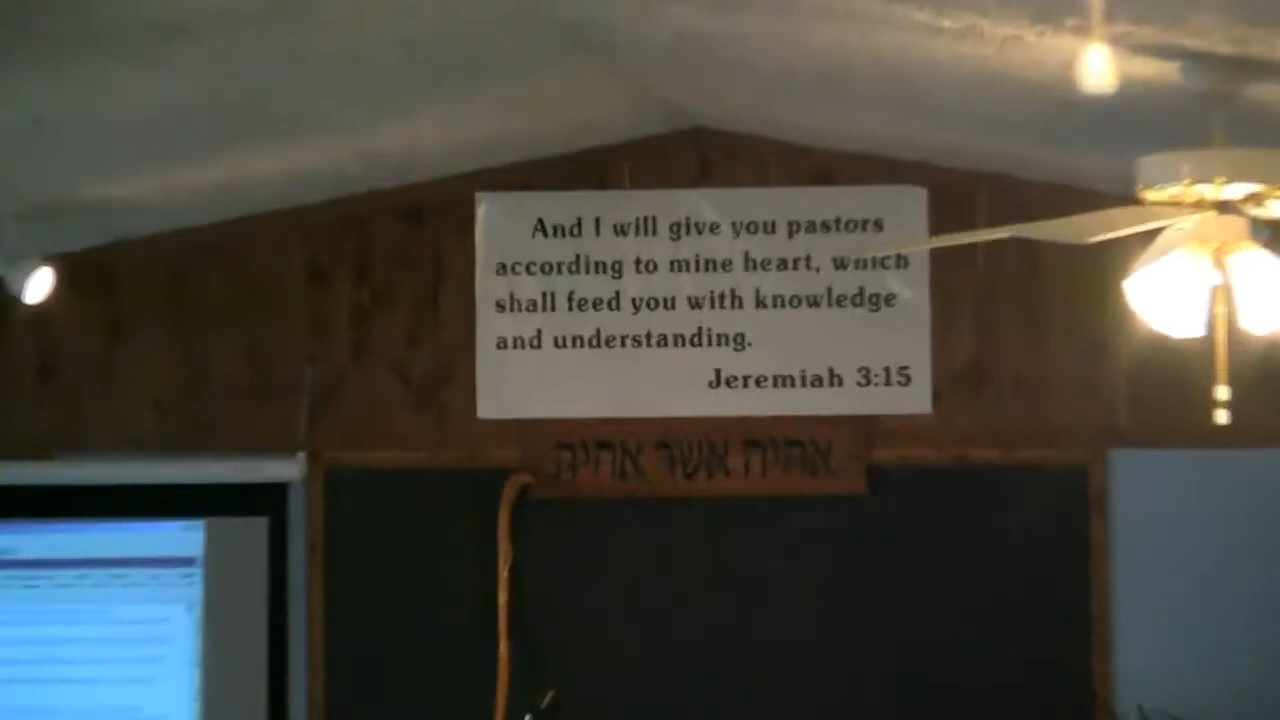 And I will give you pastors
according to mine heart, which
shall feed you with knowledge
and understanding.
Jeremiah 3:15
אהיה אשר אהיה